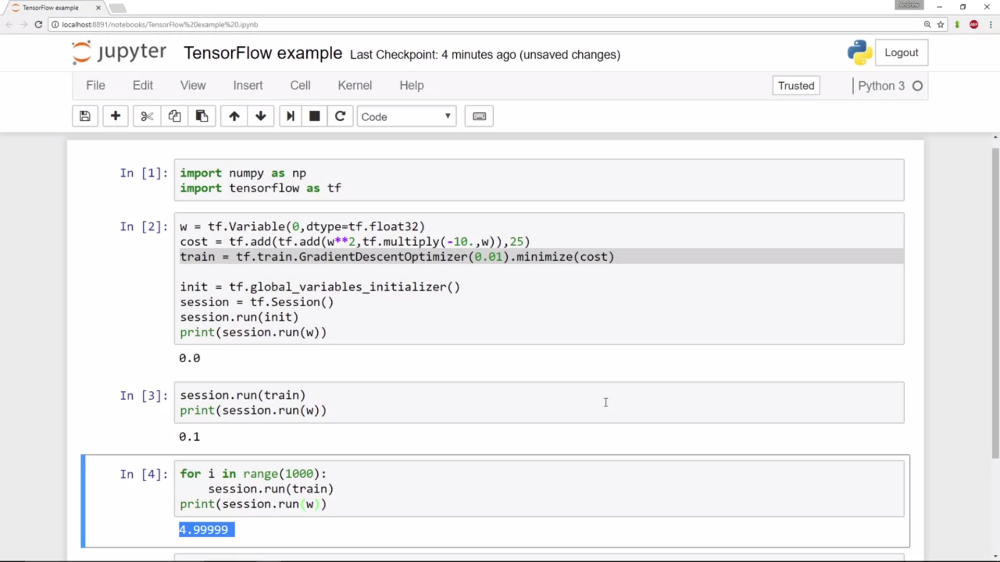 TensorFlow example
Andrew
localhost:8891/notebooks/TensorFlow%20example%20.ipynb
ABP
jupyter TensorFlow example Last Checkpoint: 4 minutes ago (unsaved changes) Logout
File Edit View Insert Cell Kernel Help Trusted Python 3
Code
In [1]: import numpy as np
import tensorflow as tf
In [2]: w = tf.Variable(0,dtype=tf.float32)
cost = tf.add(tf.add(w**2,tf.multiply(-10.,w)),25)
train = tf.train.GradientDescentOptimizer(0.01).minimize(cost)
init = tf.global_variables_initializer()
session = tf.Session()
session.run(init)
print(session.run(w))
0.0
In [3]: session.run(train)
print(session.run(w))
0.1
In [4]: for i in range(1000):
    session.run(train)
print(session.run(w))
4.99999